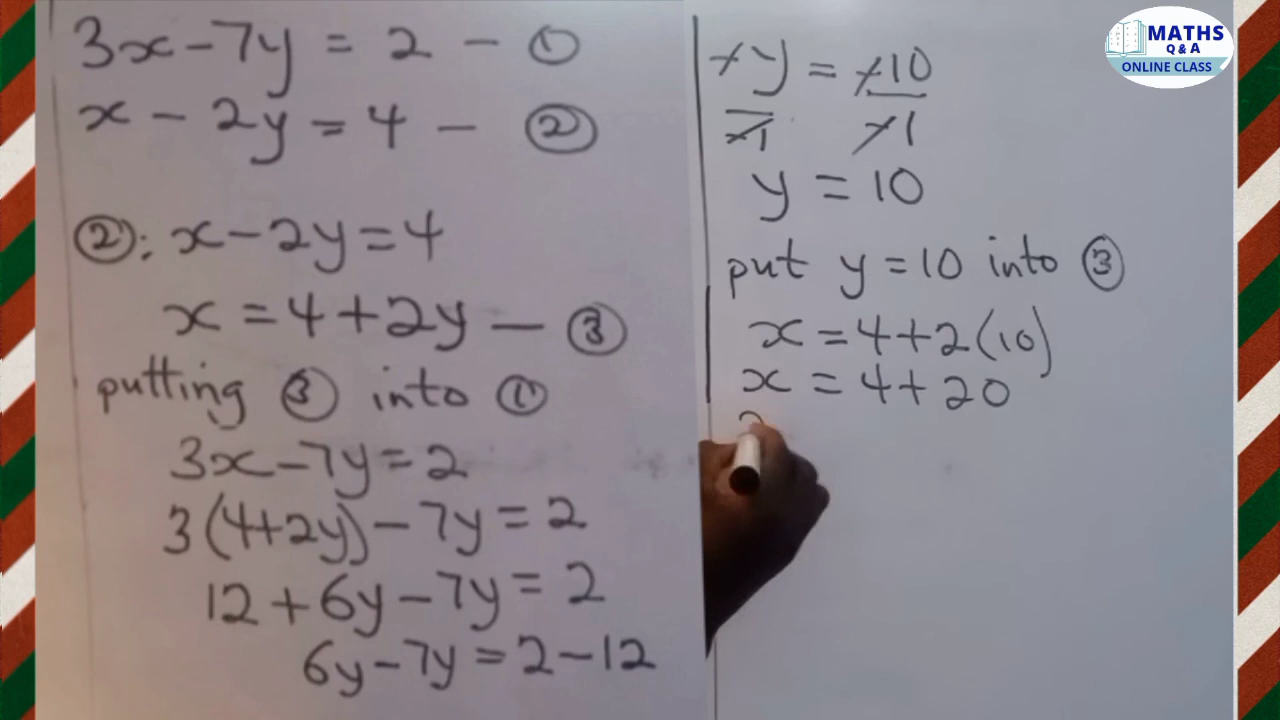 3x - 7y = 2 - ①
x - 2y = 4 - ②
②: x - 2y = 4
x = 4 + 2y - ③
putting ③ into ①
3x - 7y = 2
3(4+2y) - 7y = 2
12 + 6y - 7y = 2
6y - 7y = 2 - 12
-y = -10
-1 -1
y = 10
put y = 10 into ③
x = 4 + 2(10)
x = 4 + 20
MATHS
Q & A
ONLINE CLASS